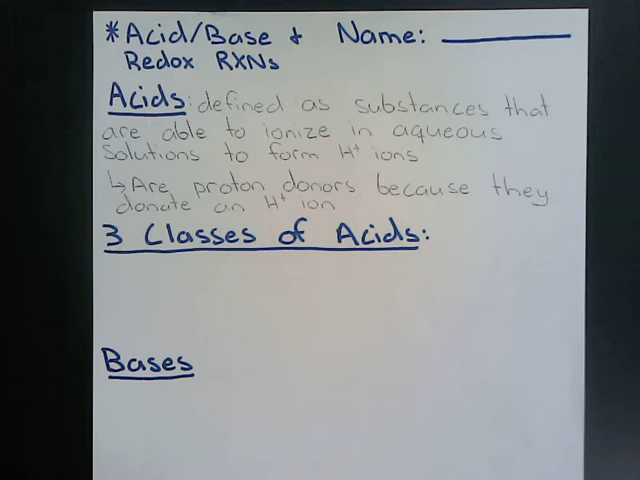 *Acid/Base & Name: 
Redox RXNs
Acids: defined as substances that
are able to ionize in aqueous
Solutions to form H⁺ ions
↳Are proton donors because they
donate an H⁺ ion
3 Classes of Acids:
Bases